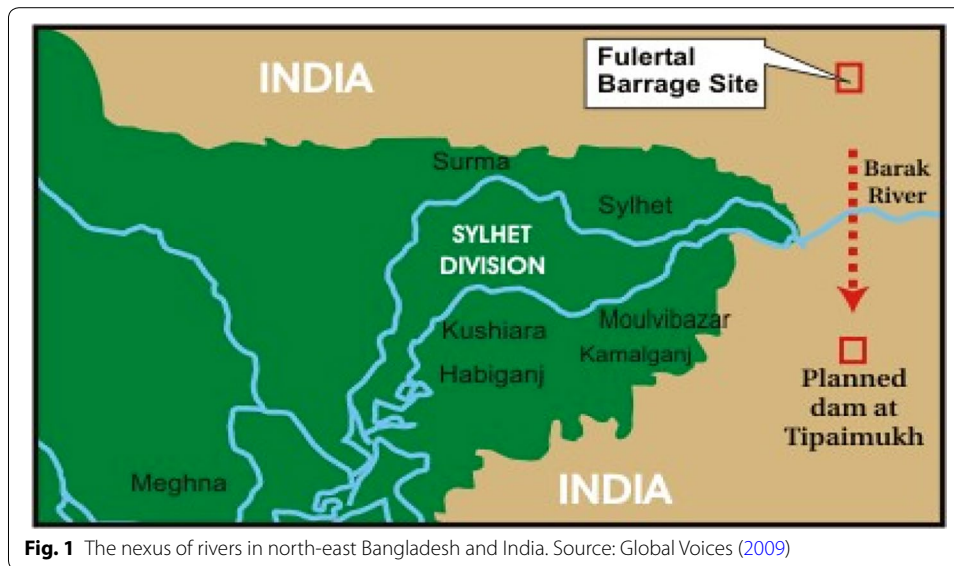 INDIA
Fulertal
Barrage Site
Surma
Barak
River
Sylhet
SYLHET
DIVISION
Kushiara
Moulvibazar
Kamalganj
Habiganj
Planned
dam at
Tipaimukh
Meghna
INDIA
Fig. 1 The nexus of rivers in north-east Bangladesh and India. Source: Global Voices (2009)